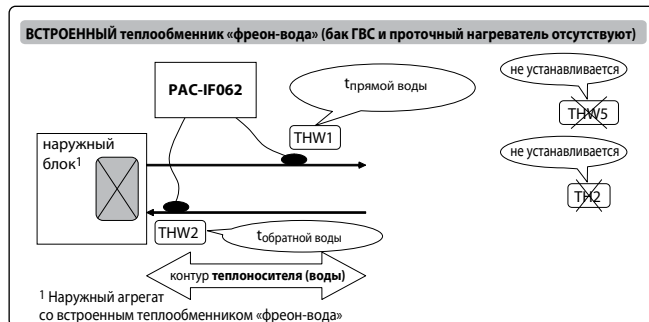 ВСТРОЕННЫЙ теплообменник «фреон-вода» (бак ГВС и проточный нагреватель отсутствуют)
не устанавливается
THW5
PAC-IF062
tпрямой воды
THW1
наружный
блок¹
не устанавливается
TH2
THW2
tобратной воды
контур теплоносителя (воды)
¹ Наружный агрегат
со встроенным теплообменником «фреон-вода»